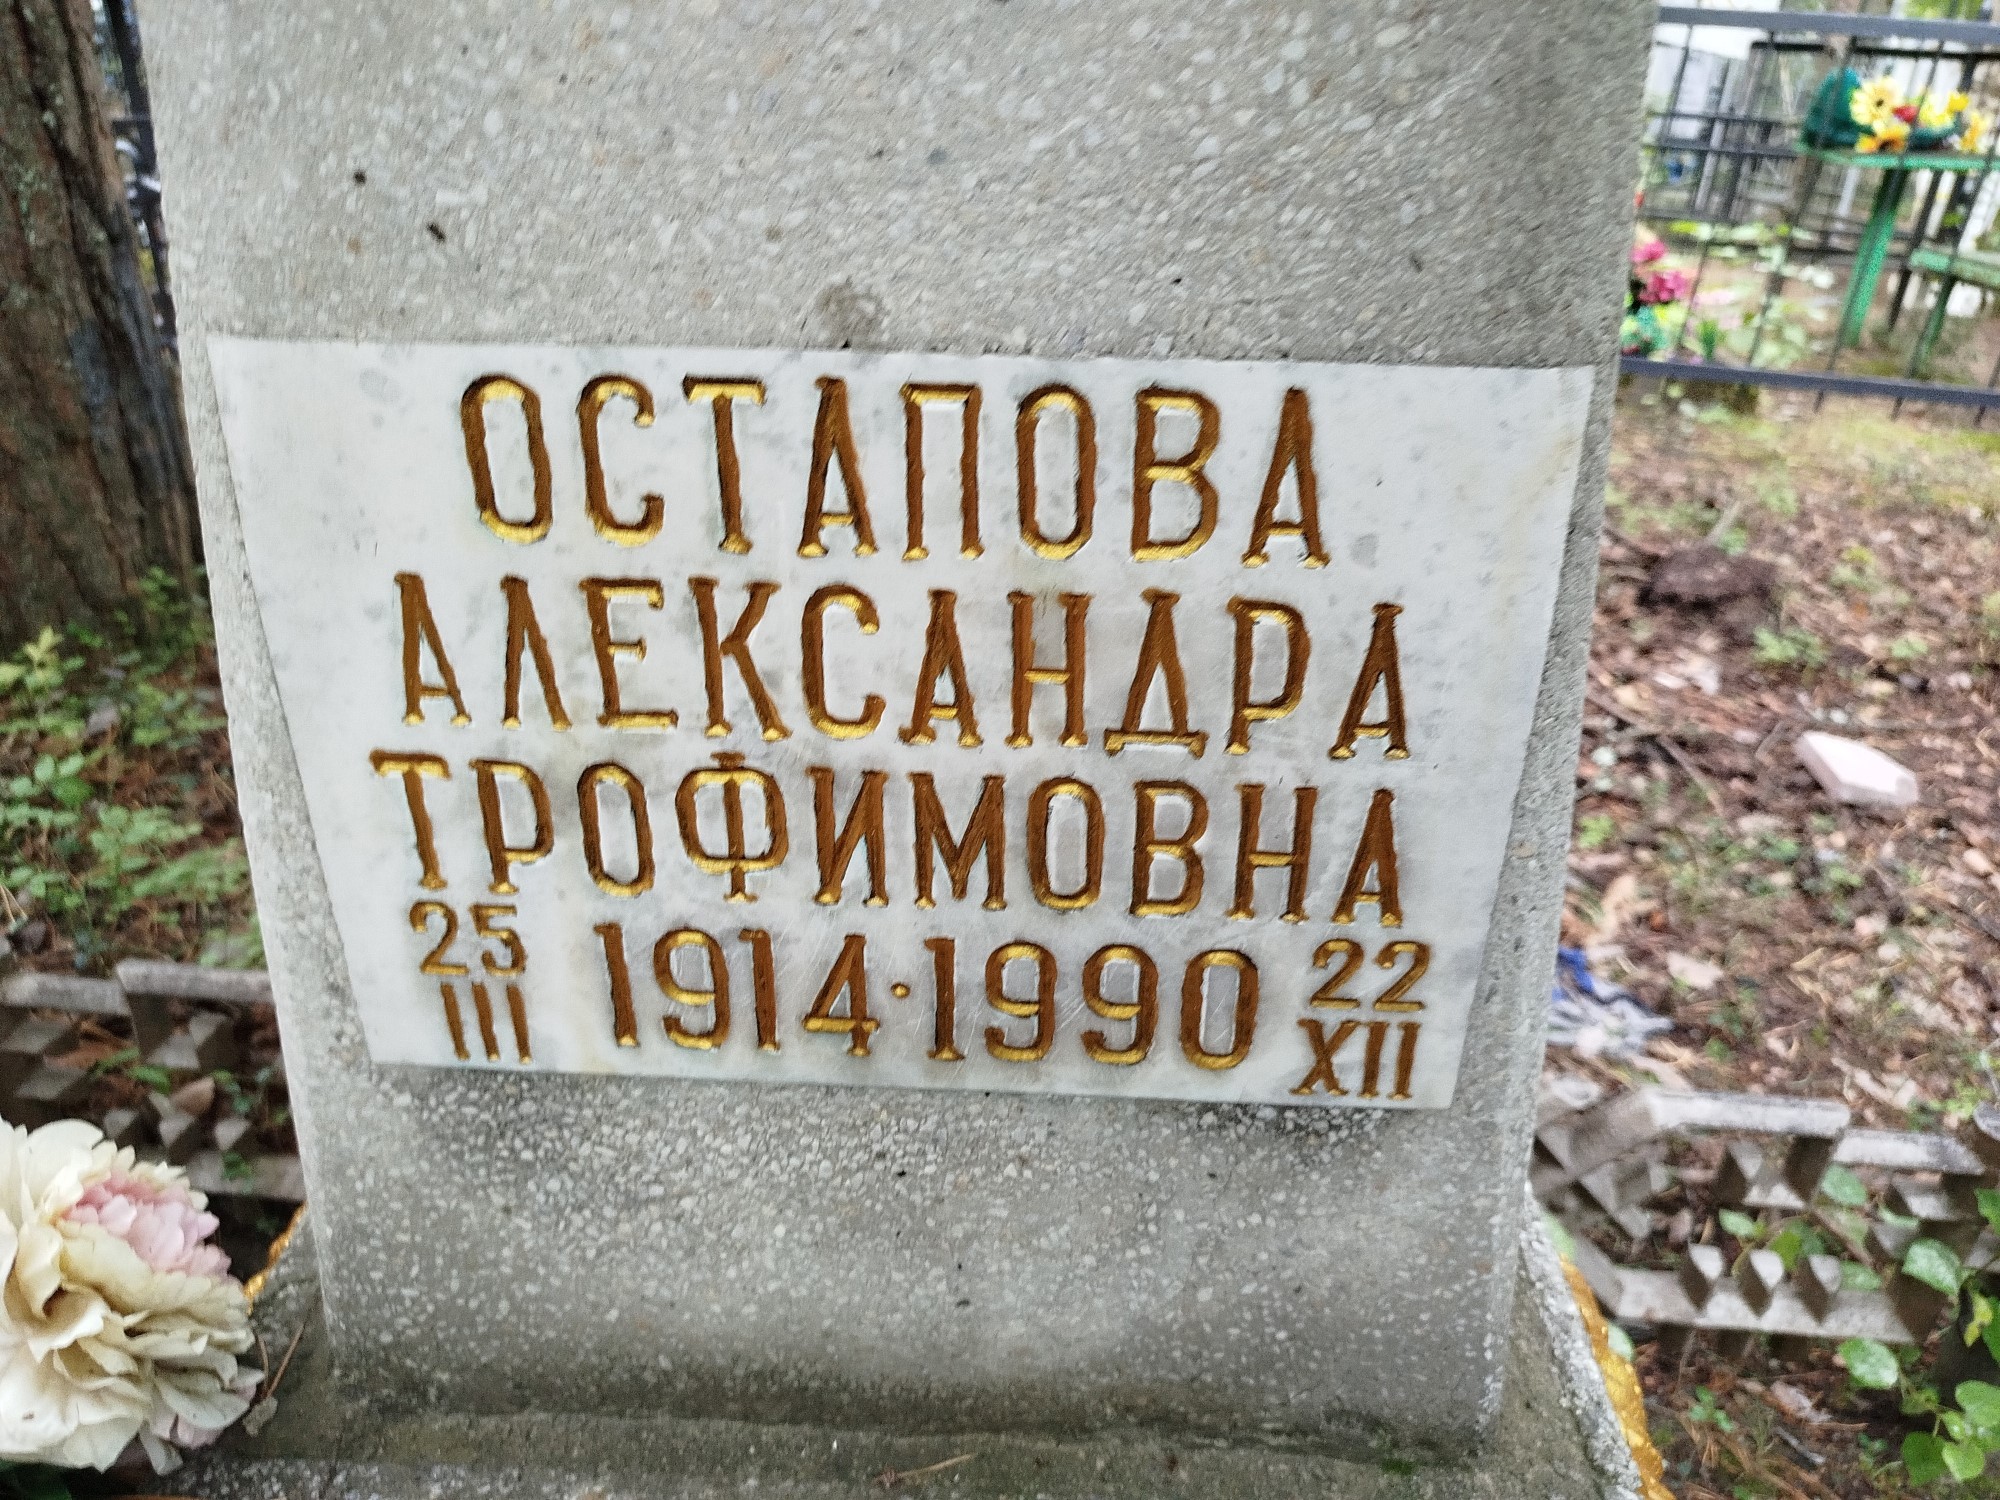 ОСТАПОВА
АЛЕКСАНДРА
ТРОФИМОВНА
25 1914·1990 22
III XII